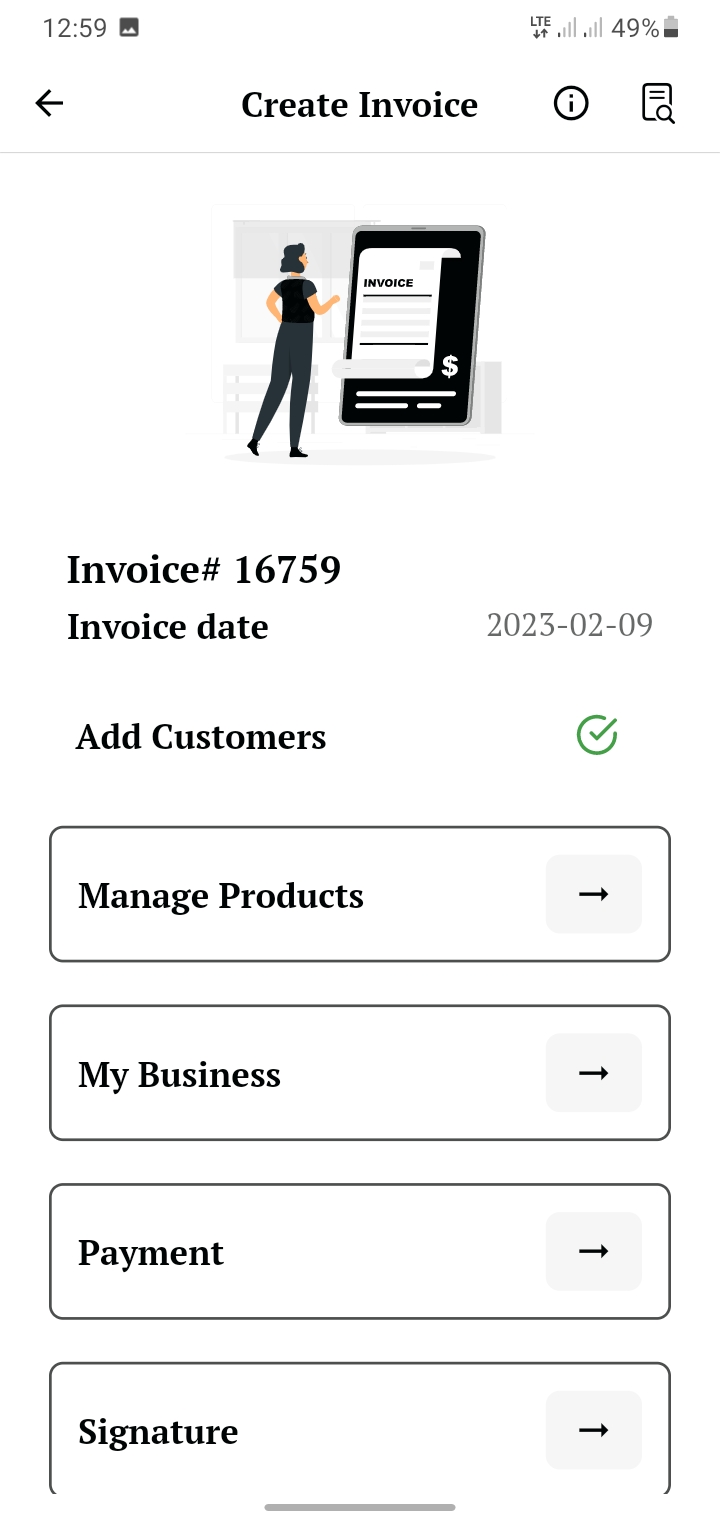 12:59
LTE
49%
Create Invoice
INVOICE
$
Invoice# 16759
Invoice date 2023-02-09
Add Customers
Manage Products
My Business
Payment
Signature